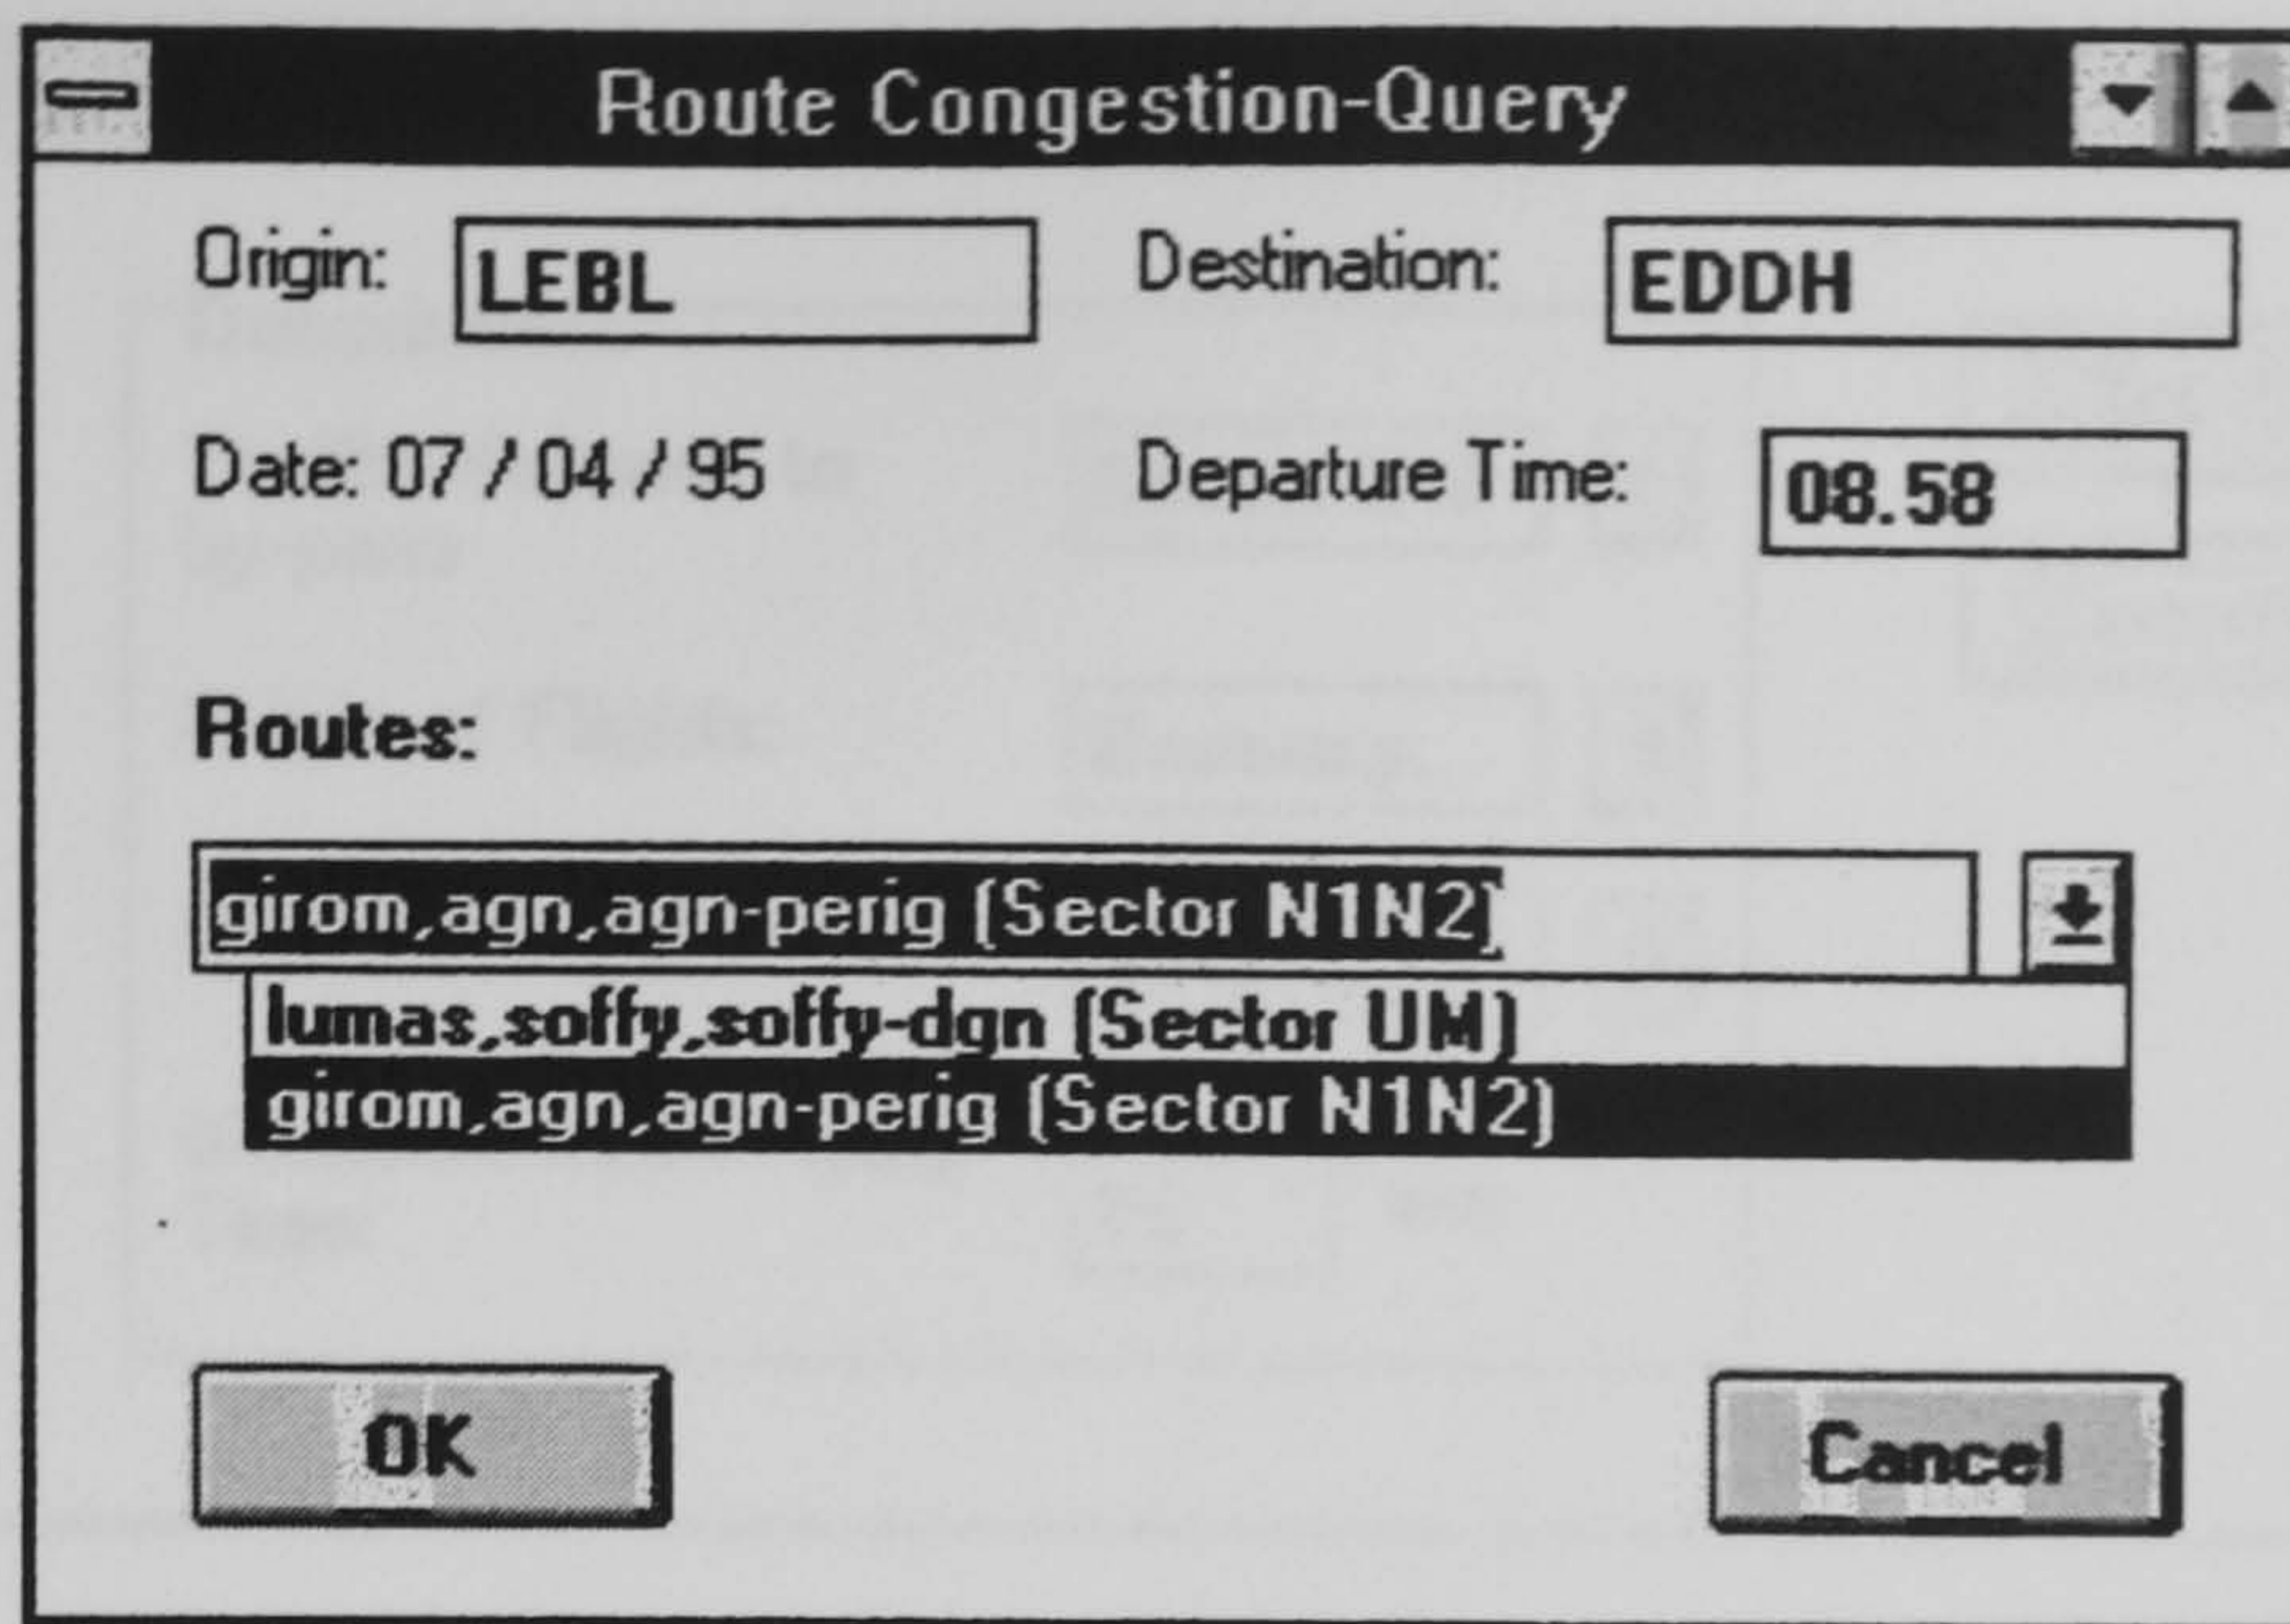 Route Congestion-Query
Origin: LEBL Destination: EDDH
Date: 07 / 04 / 95 Departure Time: 08.58
Routes:
girom,agn,agn-perig (Sector N1N2)
lumas,soffy,soffy-dgn (Sector UM)
girom,agn,agn-perig (Sector N1N2)
OK Cancel